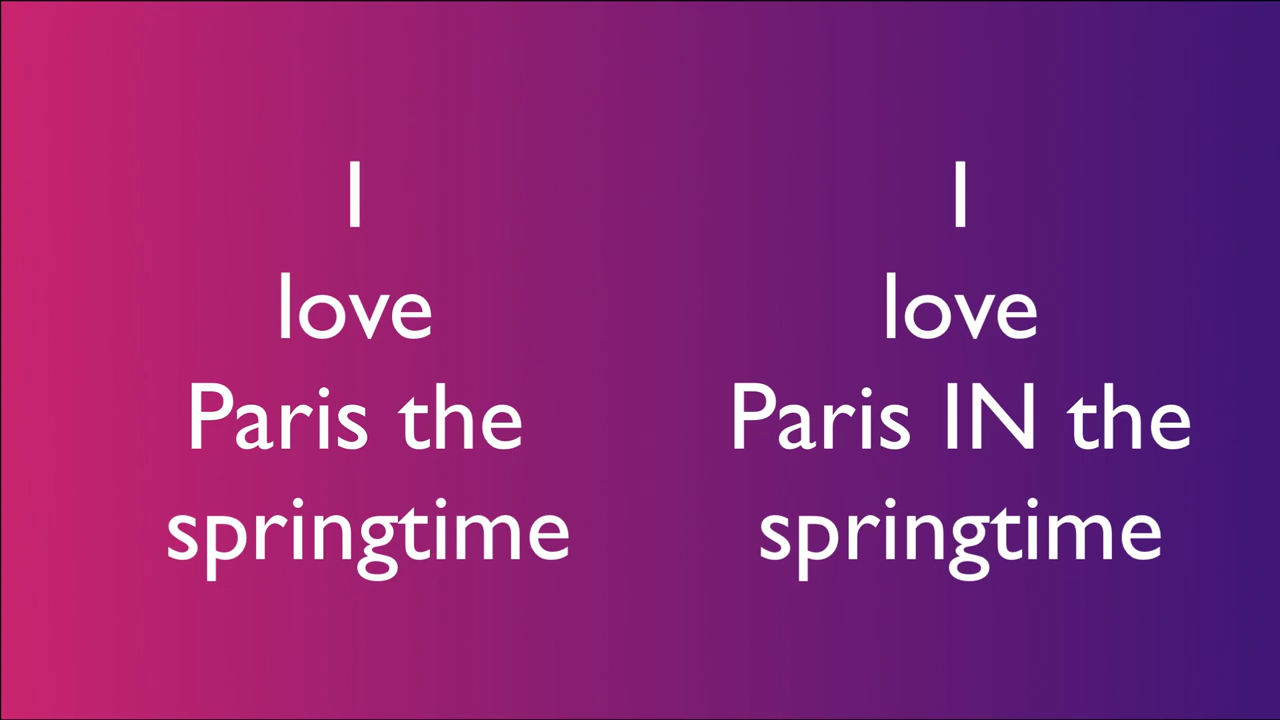 I
love
Paris the
springtime
I
love
Paris IN the
springtime